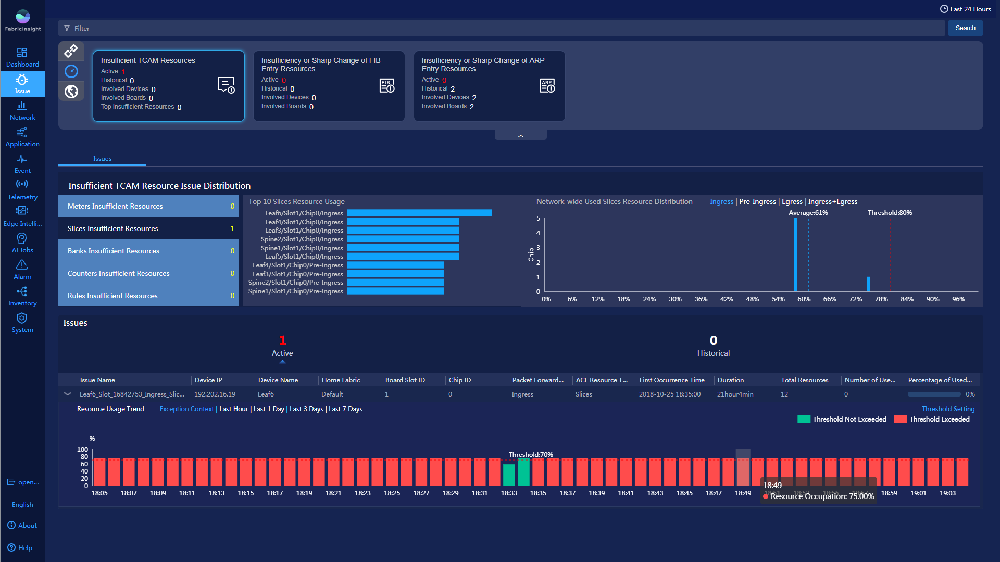 Last 24 Hours
FabricInsight
Filter
Search
Dashboard
Issue
Network
Application
Event
Telemetry
Edge Intelli...
AI Jobs
Alarm
Inventory
System
open...
English
About
Help
Insufficient TCAM Resources
Active 1
Historical 0
Involved Devices 0
Involved Boards 0
Top Insufficient Resources 0
Insufficiency or Sharp Change of FIB
Entry Resources
Active 0
Historical 0
Involved Devices 0
Involved Boards 0
FIB
Insufficiency or Sharp Change of ARP
Entry Resources
Active 0
Historical 2
Involved Devices 2
Involved Boards 2
ARP
Issues
Insufficient TCAM Resource Issue Distribution
Meters Insufficient Resources 0
Slices Insufficient Resources 1
Banks Insufficient Resources 0
Counters Insufficient Resources 0
Rules Insufficient Resources 0
Top 10 Slices Resource Usage
Leaf6/Slot1/Chip0/Ingress
Leaf4/Slot1/Chip0/Ingress
Leaf3/Slot1/Chip0/Ingress
Spine2/Slot1/Chip0/Ingress
Spine1/Slot1/Chip0/Ingress
Leaf5/Slot1/Chip0/Ingress
Leaf4/Slot1/Chip0/Pre-Ingress
Leaf3/Slot1/Chip0/Pre-Ingress
Spine2/Slot1/Chip0/Pre-Ingress
Spine1/Slot1/Chip0/Pre-Ingress
Network-wide Used Slices Resource Distribution Ingress | Pre-Ingress | Egress | Ingress+Egress
Average:61% Threshold:80%
Chip
5
4
3
2
1
0
0% 6% 12% 18% 24% 30% 36% 42% 48% 54% 60% 66% 72% 78% 84% 90% 96%
Issues
1
Active
0
Historical
Issue Name Device IP Device Name Home Fabric Board Slot ID Chip ID Packet Forward... ACL Resource T... First Occurrence Time Duration Total Resources Number of Use... Percentage of Used...
Leaf6_Slot_16842753_Ingress_Slic... 192.202.16.19 Leaf6 Default 1 0 Ingress Slices 2018-10-25 18:35:00 21hour4min 12 0 0%
Resource Usage Trend Exception Context | Last Hour | Last 1 Day | Last 3 Days | Last 7 Days Threshold Setting
Threshold Not Exceeded Threshold Exceeded
%
100
80
60
40
20
0
Threshold:70%
18:05 18:07 18:09 18:11 18:13 18:15 18:17 18:19 18:21 18:23 18:25 18:27 18:29 18:31 18:33 18:35 18:37 18:39 18:41 18:43 18:45 18:47 18:49 18:51 18:53 18:55 18:57 18:59 19:01 19:03
18:49
Resource Occupation: 75.00%